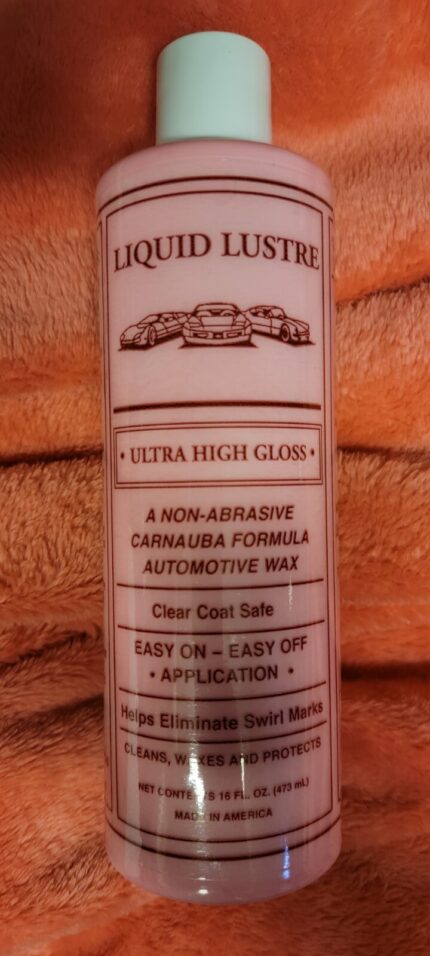 LIQUID LUSTRE
• ULTRA HIGH GLOSS •
A NON-ABRASIVE
CARNAUBA FORMULA
AUTOMOTIVE WAX
Clear Coat Safe
EASY ON – EASY OFF
• APPLICATION •
Helps Eliminate Swirl Marks
CLEANS, WAXES AND PROTECTS
NET CONTENTS 16 FL. OZ. (473 mL)
MADE IN AMERICA